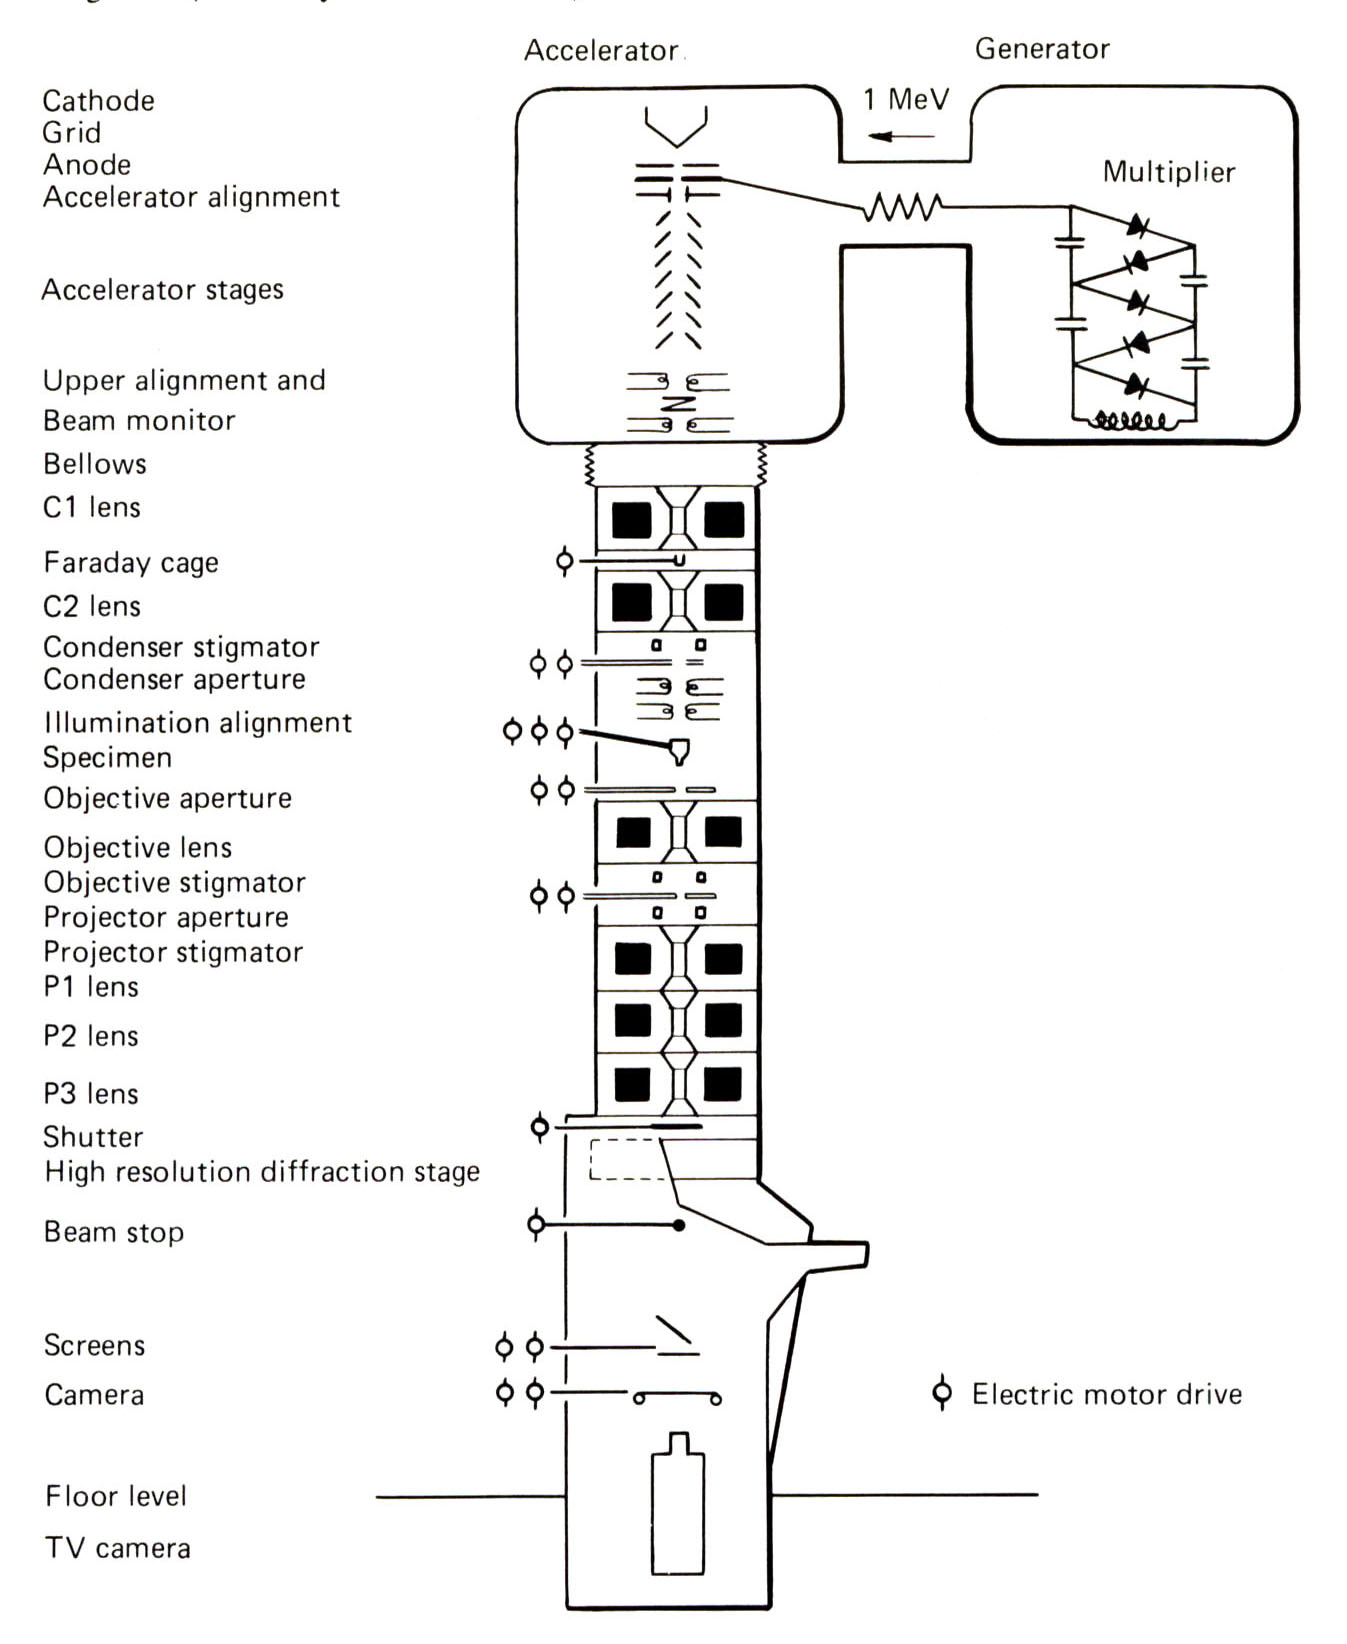 Accelerator
Generator
1 MeV
Multiplier
Cathode
Grid
Anode
Accelerator alignment
Accelerator stages
Upper alignment and
Beam monitor
Bellows
C1 lens
Faraday cage
C2 lens
Condenser stigmator
Condenser aperture
Illumination alignment
Specimen
Objective aperture
Objective lens
Objective stigmator
Projector aperture
Projector stigmator
P1 lens
P2 lens
P3 lens
Shutter
High resolution diffraction stage
Beam stop
Screens
Camera
Electric motor drive
Floor level
TV camera